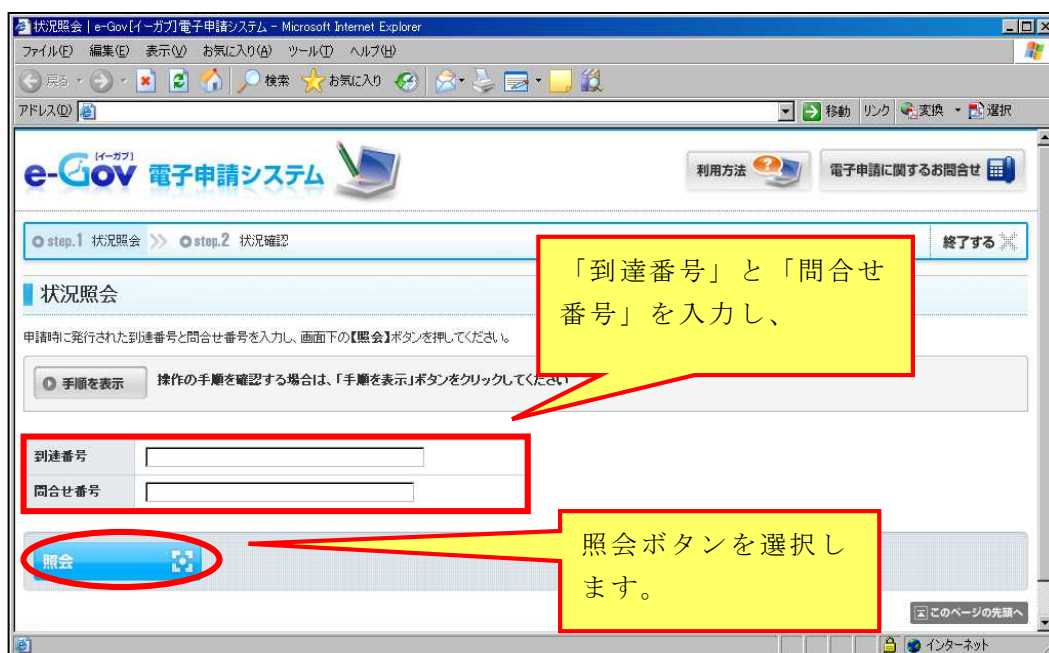 状況照会 | e-Gov[イーガブ]電子申請システム - Microsoft Internet Explorer
ファイル(F) 編集(E) 表示(V) お気に入り(A) ツール(T) ヘルプ(H)
戻る 検索 お気に入り
アドレス(D) 移動 リンク 変換 選択
e-Gov [イーガブ] 電子申請システム 利用方法 電子申請に関するお問合せ
step.1 状況照会 step.2 状況確認 終了する
「到達番号」と「問合せ
番号」を入力し、
状況照会
申請時に発行された到達番号と問合せ番号を入力し、画面下の【照会】ボタンを押してください。
手順を表示 操作の手順を確認する場合は、「手順を表示」ボタンをクリックしてください
到達番号
問合せ番号
照会
照会ボタンを選択し
ます。
このページの先頭へ
インターネット